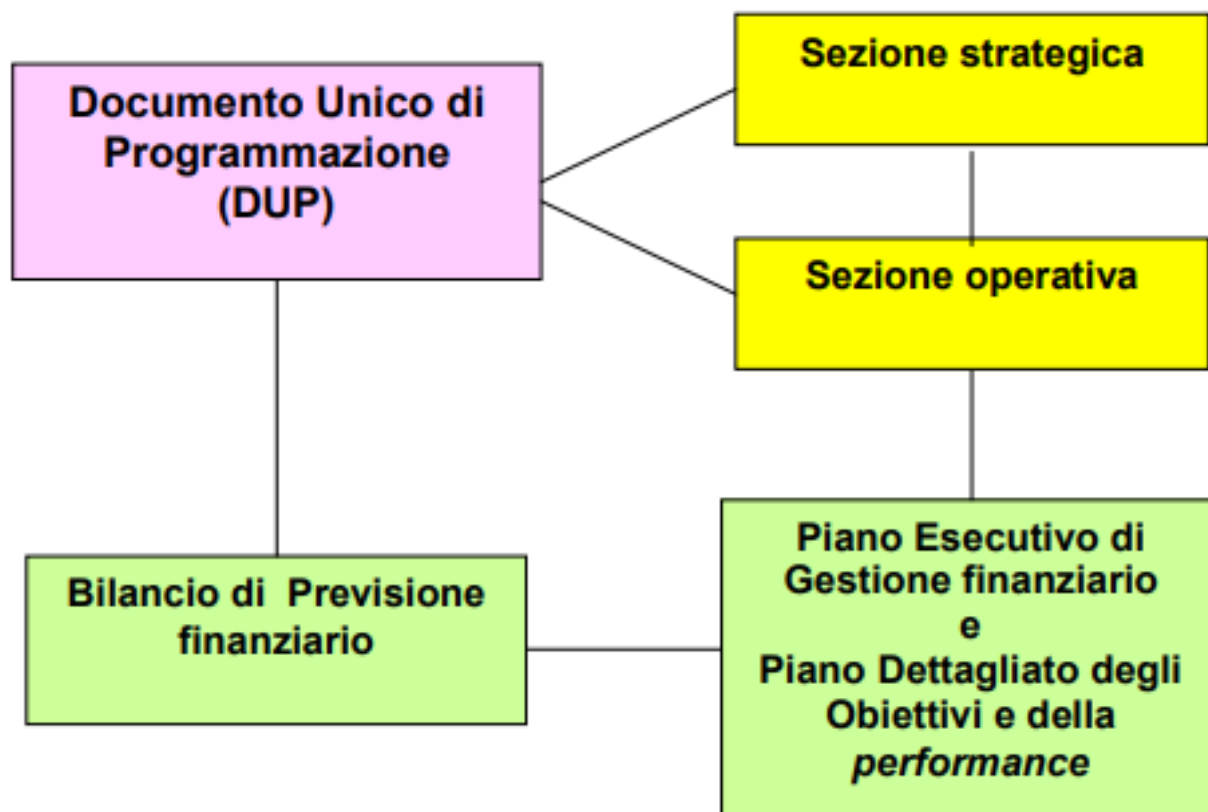 Documento Unico di
Programmazione
(DUP)
Sezione strategica
Sezione operativa
Bilancio di Previsione
finanziario
Piano Esecutivo di
Gestione finanziario
e
Piano Dettagliato degli
Obiettivi e della
performance